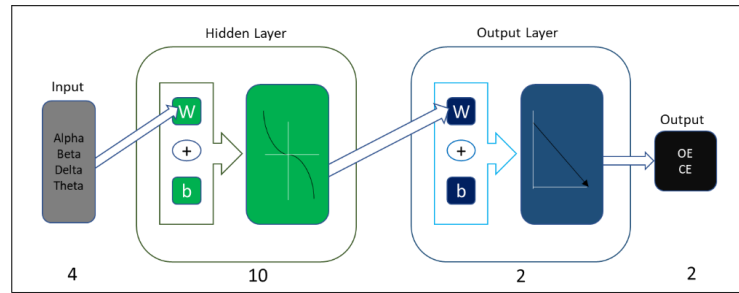 Hidden Layer
Output Layer
Input
Alpha
Beta
Delta
Theta
W
+
b
W
+
b
Output
OE
CE
4
10
2
2